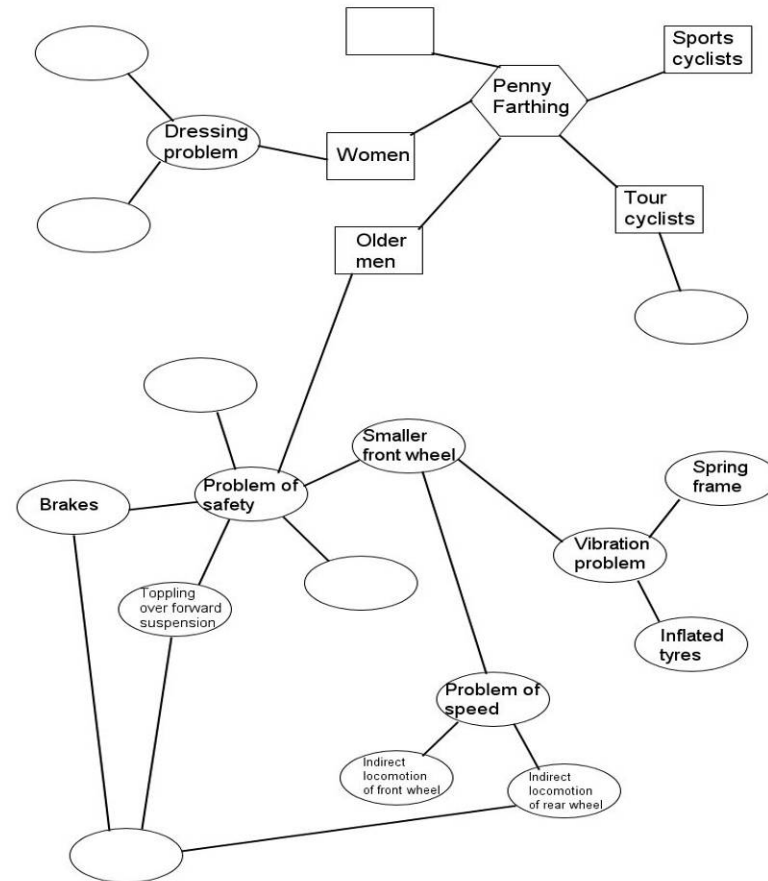 Sports
cyclists
Penny
Farthing
Dressing
problem
Women
Tour
cyclists
Older
men
Smaller
front wheel
Spring
frame
Problem of
safety
Brakes
Vibration
problem
Toppling
over forward
suspension
Inflated
tyres
Problem of
speed
Indirect
locomotion
of front wheel
Indirect
locomotion
of rear wheel